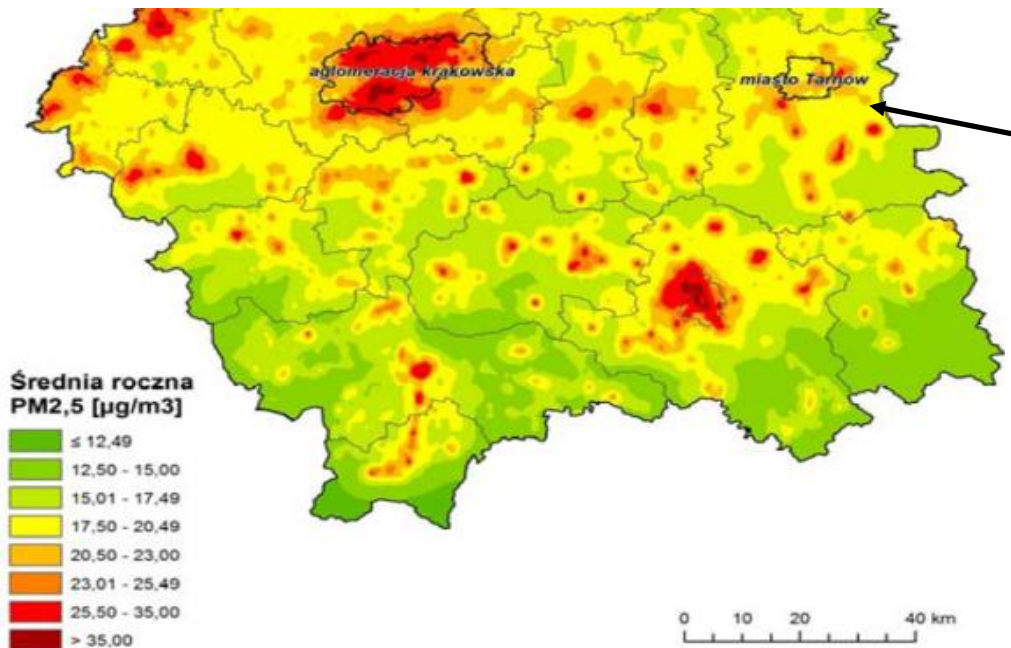 aglomeracja krakowska
miasto Tarnów
Średnia roczna
PM2,5 [µg/m3]
≤ 12,49
12,50 - 15,00
15,01 - 17,49
17,50 - 20,49
20,50 - 23,00
23,01 - 25,49
25,50 - 35,00
> 35,00
0 10 20 40 km